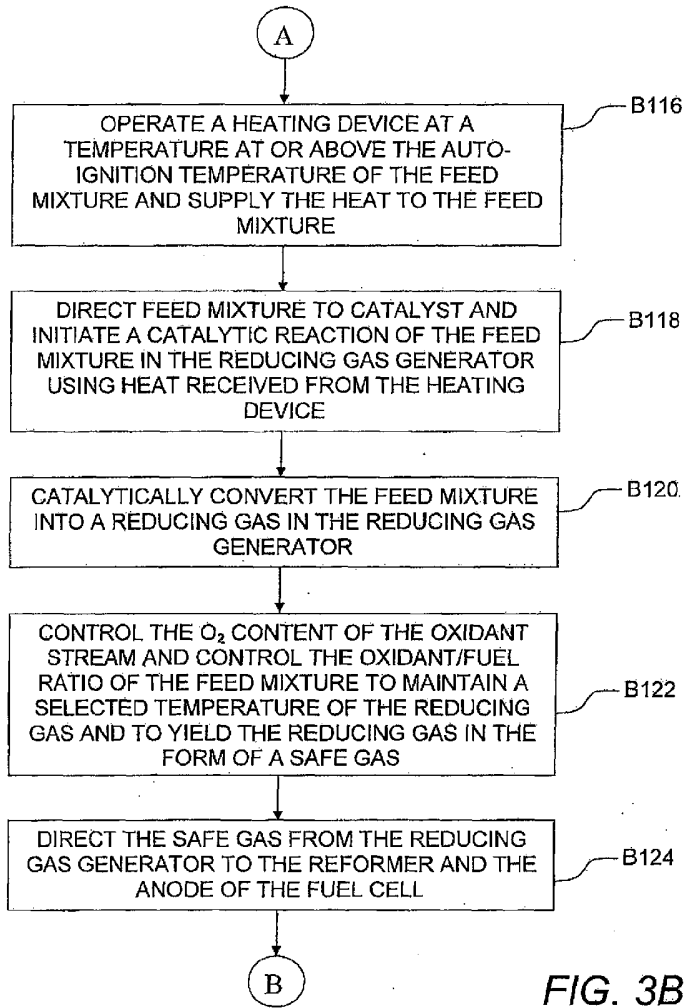 A
OPERATE A HEATING DEVICE AT A
TEMPERATURE AT OR ABOVE THE AUTO-
IGNITION TEMPERATURE OF THE FEED
MIXTURE AND SUPPLY THE HEAT TO THE FEED
MIXTURE
B116
DIRECT FEED MIXTURE TO CATALYST AND
INITIATE A CATALYTIC REACTION OF THE FEED
MIXTURE IN THE REDUCING GAS GENERATOR
USING HEAT RECEIVED FROM THE HEATING
DEVICE
B118
CATALYTICALLY CONVERT THE FEED MIXTURE
INTO A REDUCING GAS IN THE REDUCING GAS
GENERATOR
B120
CONTROL THE O₂ CONTENT OF THE OXIDANT
STREAM AND CONTROL THE OXIDANT/FUEL
RATIO OF THE FEED MIXTURE TO MAINTAIN A
SELECTED TEMPERATURE OF THE REDUCING
GAS AND TO YIELD THE REDUCING GAS IN THE
FORM OF A SAFE GAS
B122
DIRECT THE SAFE GAS FROM THE REDUCING
GAS GENERATOR TO THE REFORMER AND THE
ANODE OF THE FUEL CELL
B124
B
FIG. 3B